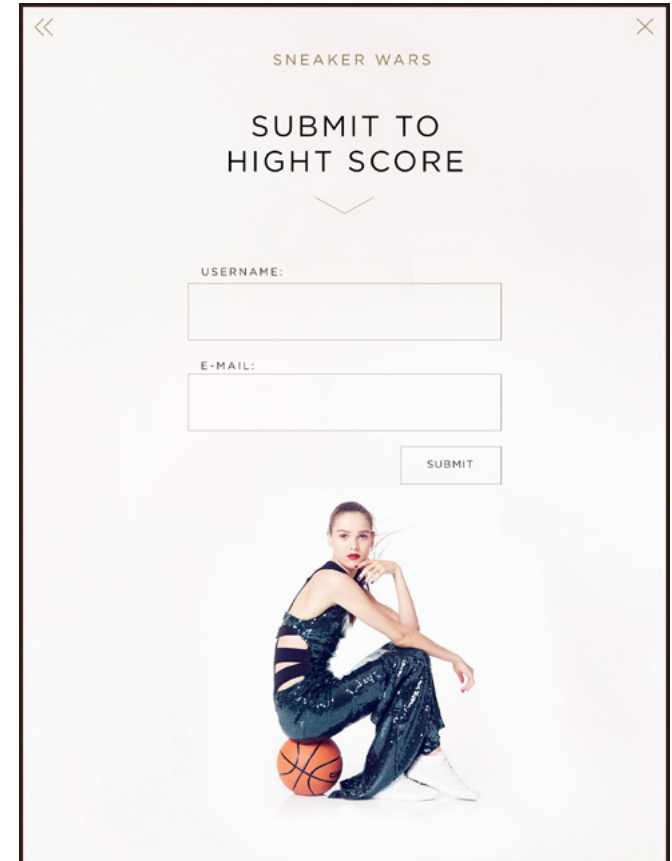 SNEAKER WARS
SUBMIT TO
HIGHT SCORE
USERNAME:
E-MAIL:
SUBMIT